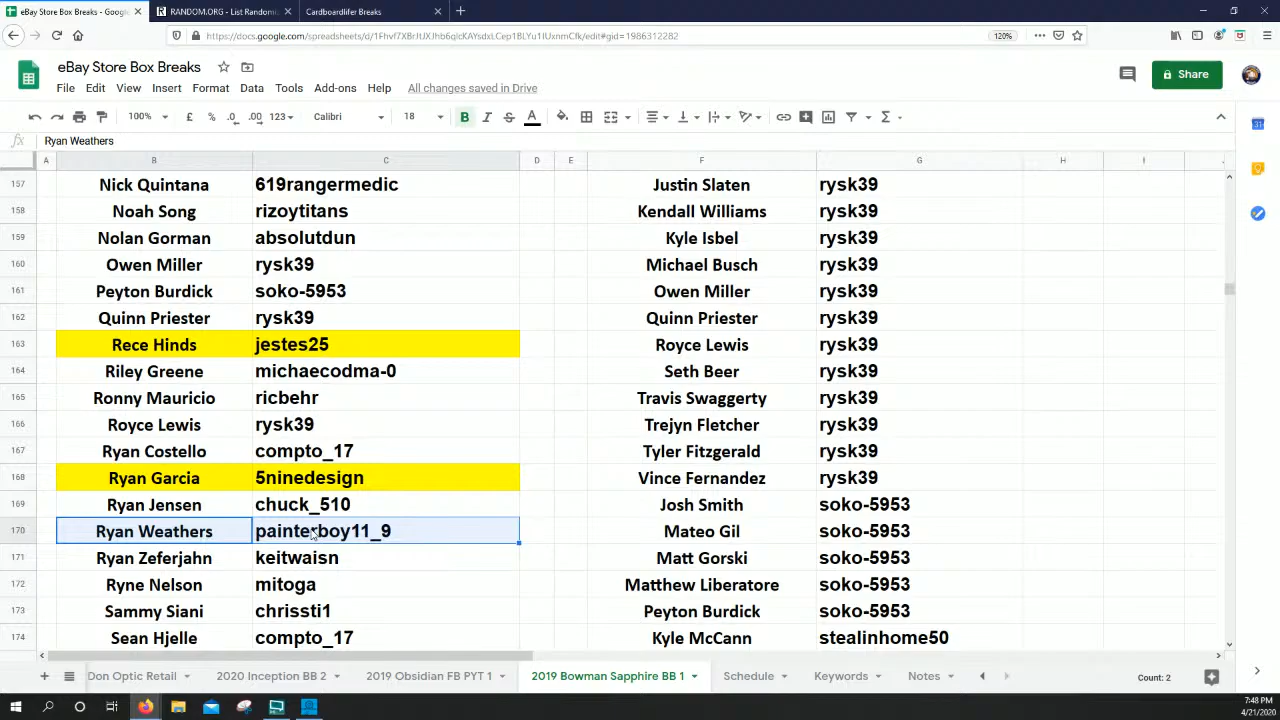 eBay Store Box Breaks - Google
RANDOM.ORG - List Randomiz
Cardboardlifer Breaks
120%
eBay Store Box Breaks
File Edit View Insert Format Data Tools Add-ons Help All changes saved in Drive
Share
100% £ % .0 .00 123 Calibri 18 B I S A
fx Ryan Weathers
A B C D E F G H I
157 Nick Quintana 619rangermedic Justin Slaten rysk39
158 Noah Song rizoytitans Kendall Williams rysk39
159 Nolan Gorman absolutdun Kyle Isbel rysk39
160 Owen Miller rysk39 Michael Busch rysk39
161 Peyton Burdick soko-5953 Owen Miller rysk39
162 Quinn Priester rysk39 Quinn Priester rysk39
163 Rece Hinds jestes25 Royce Lewis rysk39
164 Riley Greene michaecodma-0 Seth Beer rysk39
165 Ronny Mauricio ricbehr Travis Swaggerty rysk39
166 Royce Lewis rysk39 Trejyn Fletcher rysk39
167 Ryan Costello compto_17 Tyler Fitzgerald rysk39
168 Ryan Garcia 5ninedesign Vince Fernandez rysk39
169 Ryan Jensen chuck_510 Josh Smith soko-5953
170 Ryan Weathers painterboy11_9 Mateo Gil soko-5953
171 Ryan Zeferjahn keitwaisn Matt Gorski soko-5953
172 Ryne Nelson mitoga Matthew Liberatore soko-5953
173 Sammy Siani chrissti1 Peyton Burdick soko-5953
174 Sean Hjelle compto_17 Kyle McCann stealinhome50
Don Optic Retail 2020 Inception BB 2 2019 Obsidian FB PYT 1 2019 Bowman Sapphire BB 1 Schedule Keywords Notes Count: 2
7:48 PM
4/21/2020